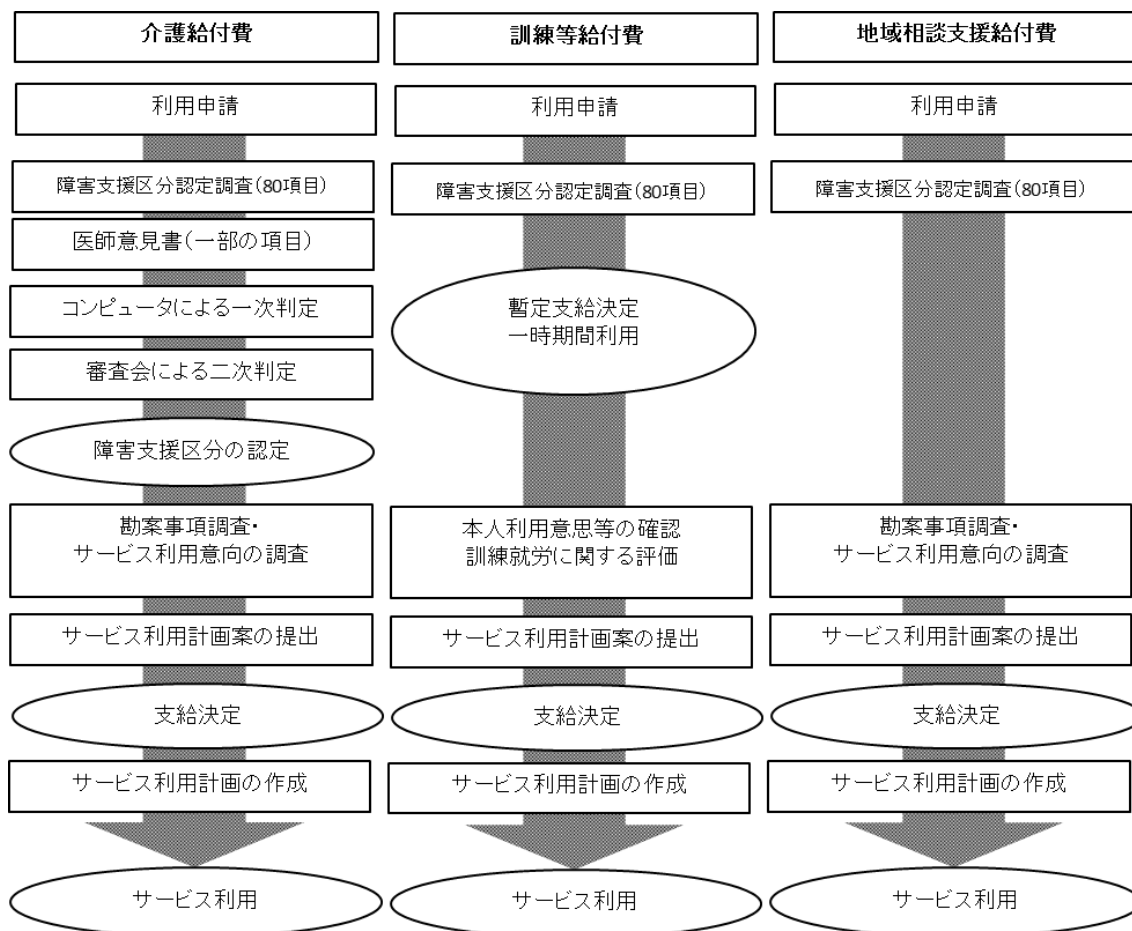 介護給付費
利用申請
障害支援区分認定調査(80項目)
医師意見書(一部の項目)
コンピュータによる一次判定
審査会による二次判定
障害支援区分の認定
勘案事項調査・
サービス利用意向の調査
サービス利用計画案の提出
支給決定
サービス利用計画の作成
サービス利用
訓練等給付費
利用申請
障害支援区分認定調査(80項目)
暫定支給決定
一時期間利用
本人利用意思等の確認
訓練就労に関する評価
サービス利用計画案の提出
支給決定
サービス利用計画の作成
サービス利用
地域相談支援給付費
利用申請
障害支援区分認定調査(80項目)
勘案事項調査・
サービス利用意向の調査
サービス利用計画案の提出
支給決定
サービス利用計画の作成
サービス利用